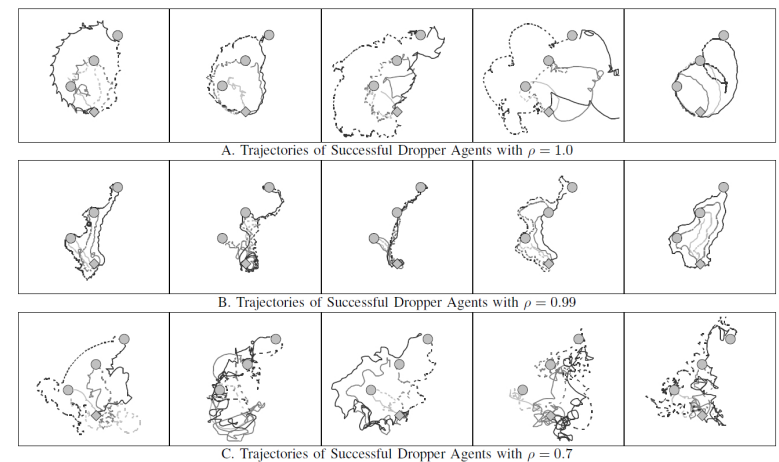 A. Trajectories of Successful Dropper Agents with ρ = 1.0
B. Trajectories of Successful Dropper Agents with ρ = 0.99
C. Trajectories of Successful Dropper Agents with ρ = 0.7